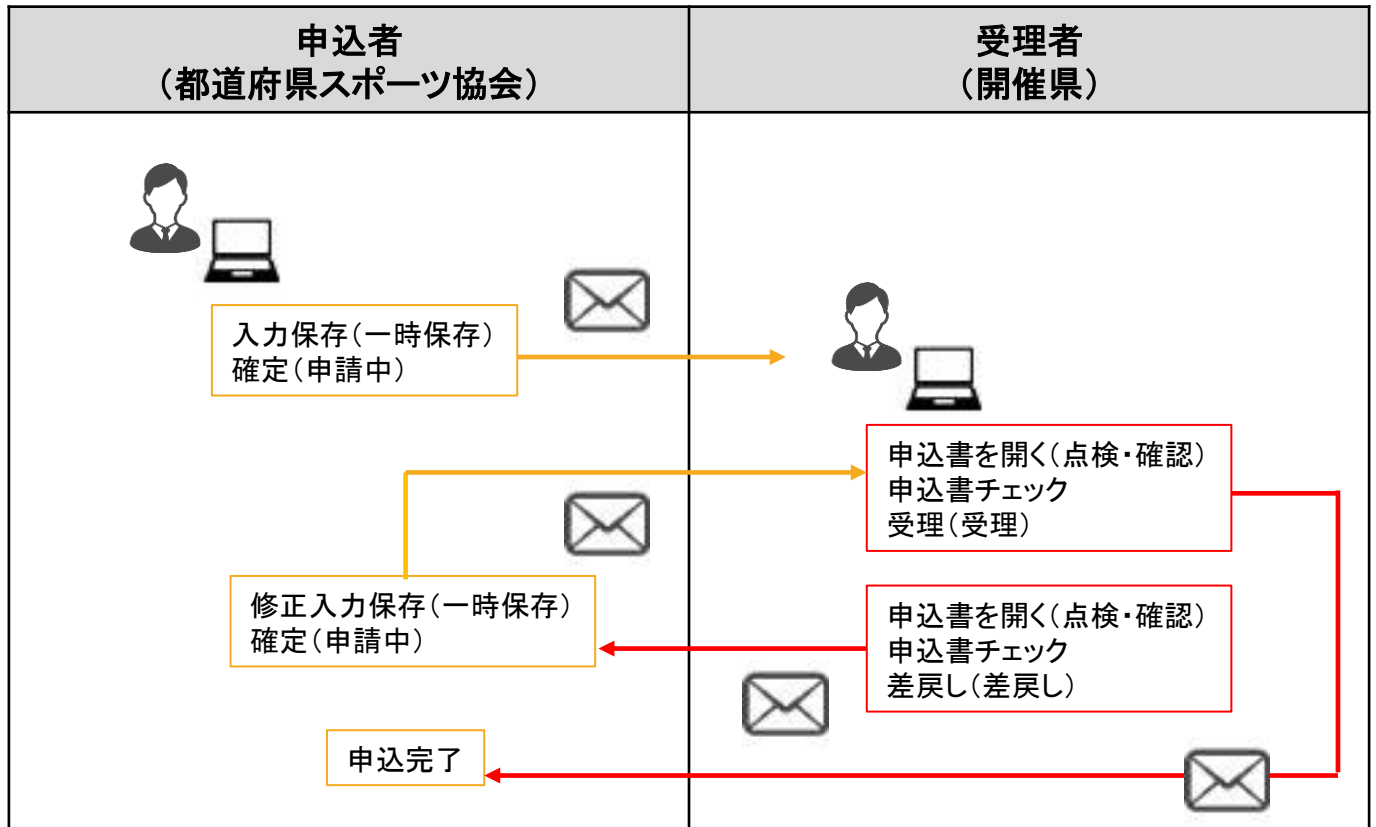 申込者
（都道府県スポーツ協会）
受理者
（開催県）
入力保存（一時保存）
確定（申請中）
申込書を開く（点検・確認）
申込書チェック
受理（受理）
修正入力保存（一時保存）
確定（申請中）
申込書を開く（点検・確認）
申込書チェック
差戻し（差戻し）
申込完了